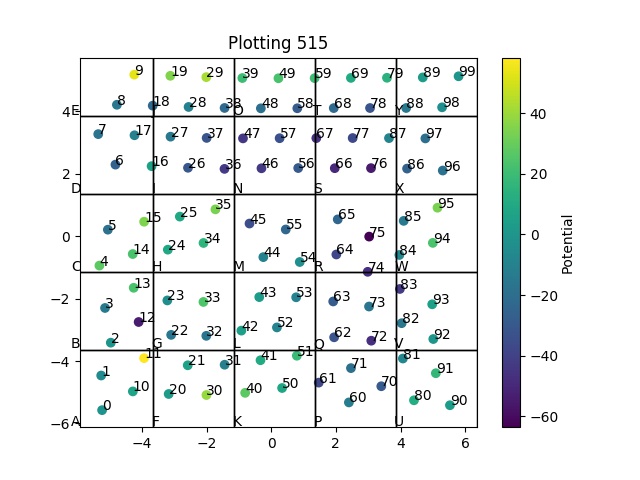 Plotting 515
9 19 29 39 49 59 69 79 89 99
8 18 28 38 48 58 68 78 88 98
4 E J O T Y
7 17 27 37 47 57 67 77 87 97
6 16 26 36 46 56 66 76 86 96
2
D I N S X
5 15 25 35 45 55 65 75 85 95
0
4 14 24 34 44 54 64 74 84 94
C H M R W
3 13 23 33 43 53 63 73 83 93
−2
2 12 22 32 42 52 62 72 82 92
B G L Q V
−4
1 11 21 31 41 51 61 71 81 91
0 10 20 30 40 50 60 70 80 90
−6 A F K P U
−4 −2 0 2 4
40
20
0
−20
−40
−60
Potential